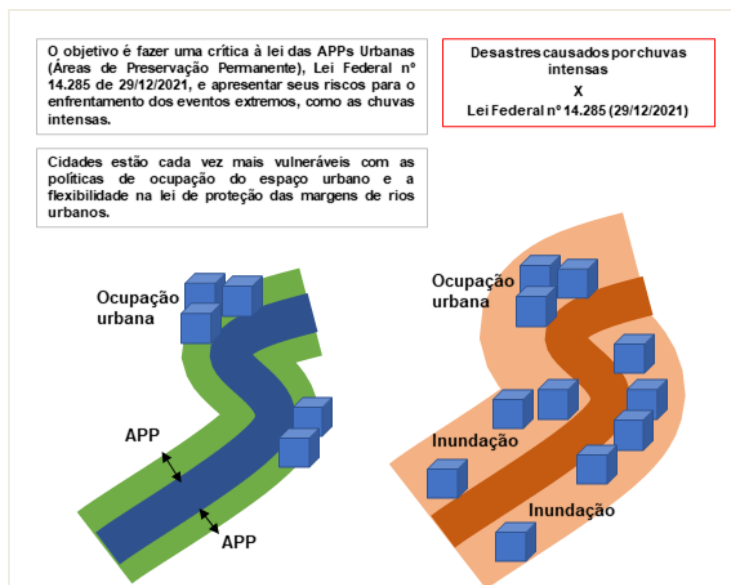 O objetivo é fazer uma crítica à lei das APPs Urbanas
(Áreas de Preservação Permanente), Lei Federal nº
14.285 de 29/12/2021, e apresentar seus riscos para o
enfrentamento dos eventos extremos, como as chuvas
intensas.
Desastres causados por chuvas
intensas
X
Lei Federal nº 14.285 (29/12/2021)
Cidades estão cada vez mais vulneráveis com as
políticas de ocupação do espaço urbano e a
flexibilidade na lei de proteção das margens de rios
urbanos.
Ocupação
urbana
APP
APP
Ocupação
urbana
Inundação
Inundação